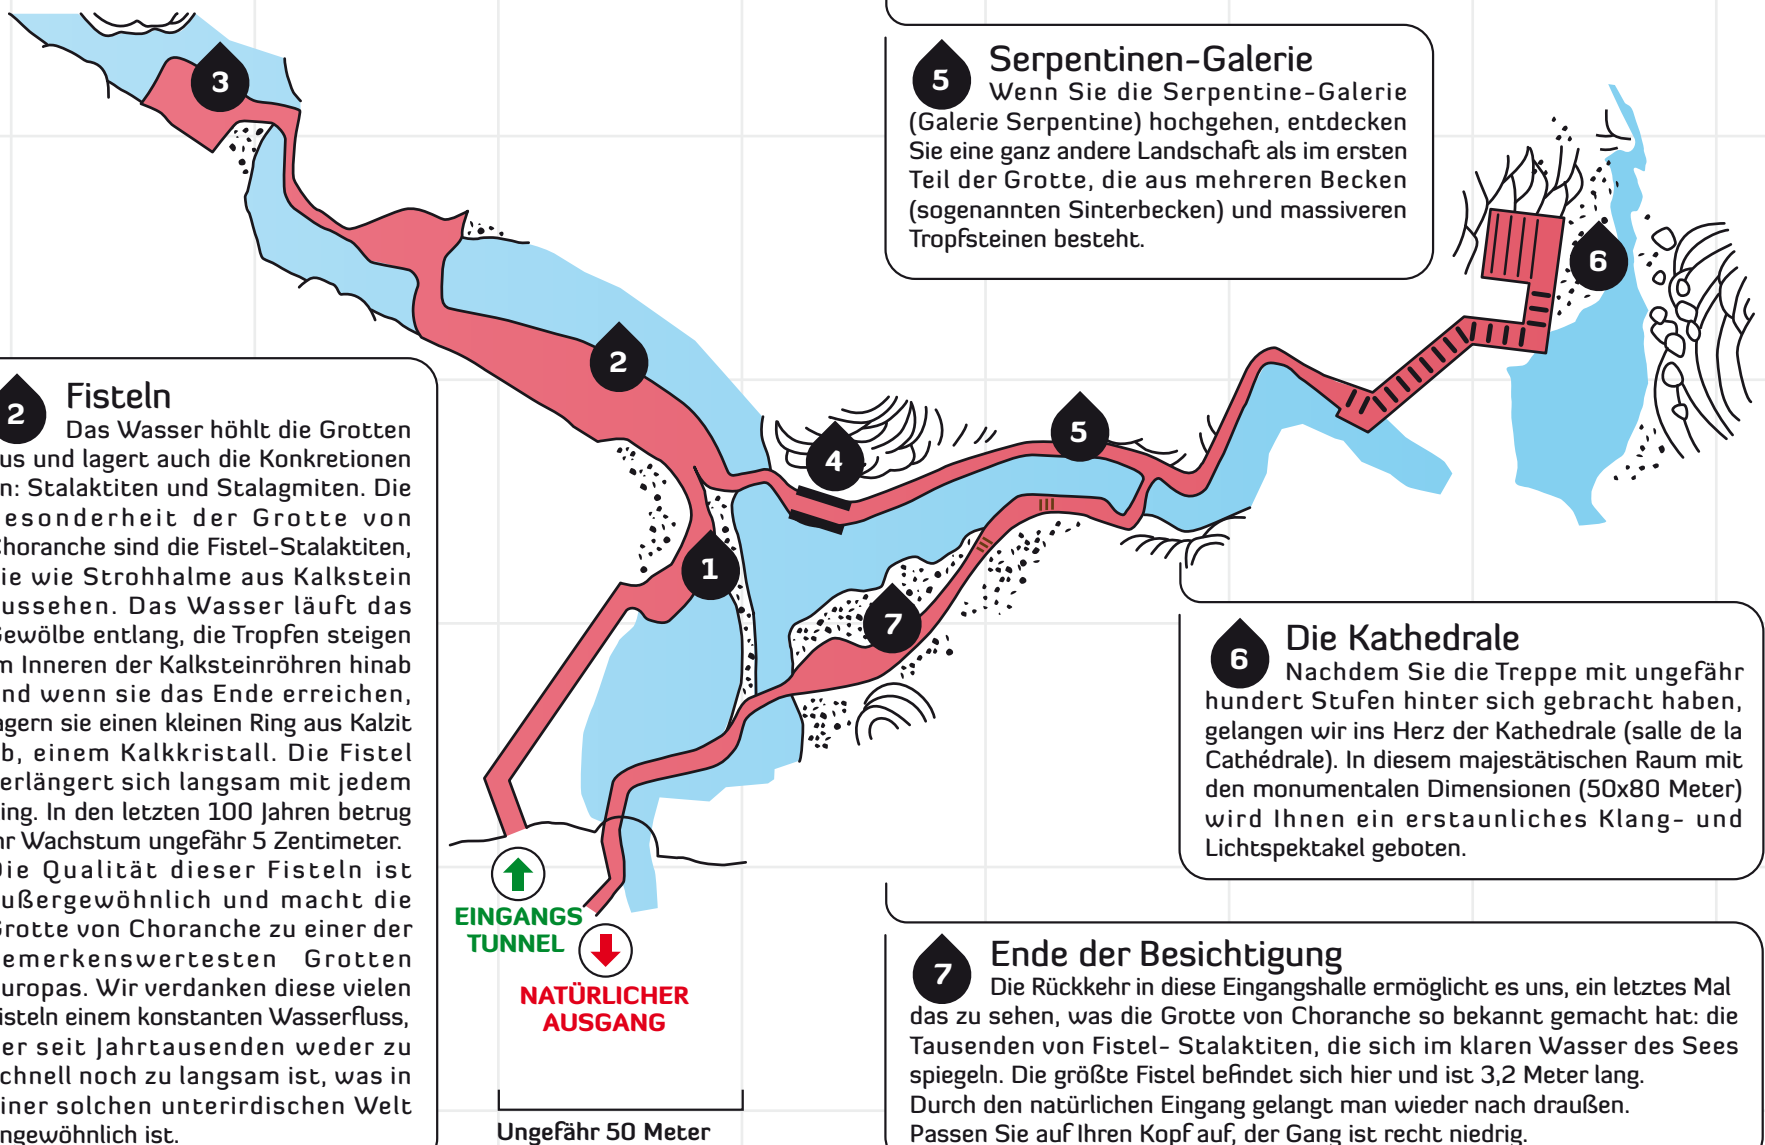 3
2
4
5
1
7
6
2
Fisteln
Das Wasser höhlt die Grotten
us und lagert auch die Konkretionen
n: Stalaktiten und Stalagmiten. Die
esonderheit der Grotte von
horanche sind die Fistel-Stalaktiten,
ie wie Strohhalme aus Kalkstein
ussehen. Das Wasser läuft das
ewölbe entlang, die Tropfen steigen
m Inneren der Kalksteinröhren hinab
nd wenn sie das Ende erreichen,
agern sie einen kleinen Ring aus Kalzit
b, einem Kalkkristall. Die Fistel
erlängert sich langsam mit jedem
ing. In den letzten 100 Jahren betrug
hr Wachstum ungefähr 5 Zentimeter.
ie Qualität dieser Fisteln ist
ußergewöhnlich und macht die
rotte von Choranche zu einer der
emerkenswertesten Grotten
uropas. Wir verdanken diese vielen
isteln einem konstanten Wasserfluss,
er seit Jahrtausenden weder zu
chnell noch zu langsam ist, was in
iner solchen unterirdischen Welt
ngewöhnlich ist.
EINGANGS
TUNNEL
NATÜRLICHER
AUSGANG
Ungefähr 50 Meter
5
Serpentinen-Galerie
Wenn Sie die Serpentine-Galerie
(Galerie Serpentine) hochgehen, entdecken
Sie eine ganz andere Landschaft als im ersten
Teil der Grotte, die aus mehreren Becken
(sogenannten Sinterbecken) und massiveren
Tropfsteinen besteht.
6
Die Kathedrale
Nachdem Sie die Treppe mit ungefähr
hundert Stufen hinter sich gebracht haben,
gelangen wir ins Herz der Kathedrale (salle de la
Cathédrale). In diesem majestätischen Raum mit
den monumentalen Dimensionen (50x80 Meter)
wird Ihnen ein erstaunliches Klang- und
Lichtspektakel geboten.
7
Ende der Besichtigung
Die Rückkehr in diese Eingangshalle ermöglicht es uns, ein letztes Mal
das zu sehen, was die Grotte von Choranche so bekannt gemacht hat: die
Tausenden von Fistel- Stalaktiten, die sich im klaren Wasser des Sees
spiegeln. Die größte Fistel befindet sich hier und ist 3,2 Meter lang.
Durch den natürlichen Eingang gelangt man wieder nach draußen.
Passen Sie auf Ihren Kopf auf, der Gang ist recht niedrig.